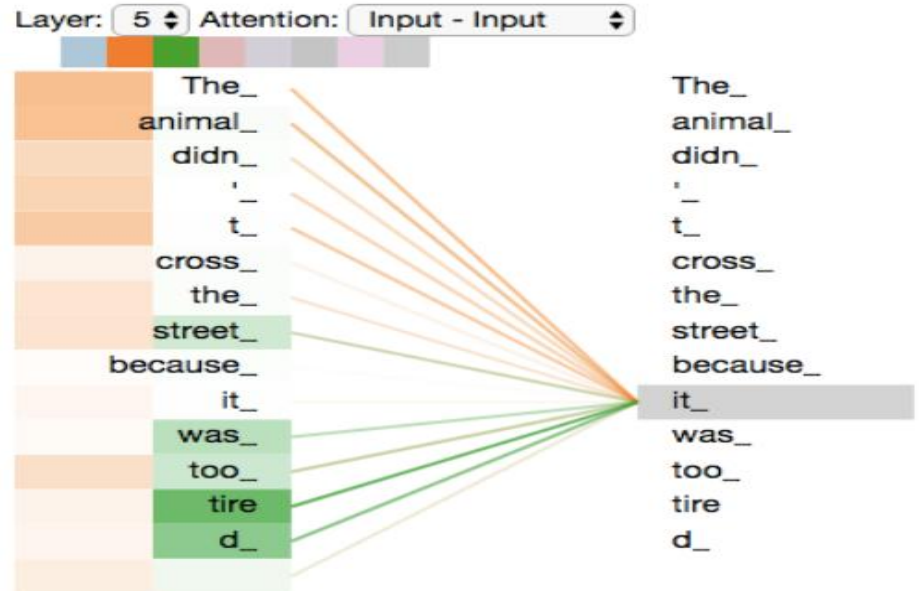 Layer: 5 Attention: Input - Input
The_ The_
animal_ animal_
didn_ didn_
'_ '_
t_ t_
cross_ cross_
the_ the_
street_ street_
because_ because_
it_ it_
was_ was_
too_ too_
tire tire
d_ d_